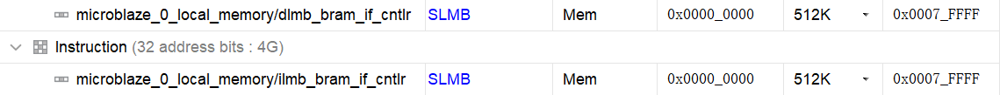 microblaze_0_local_memory/dlmb_bram_if_cntlr SLMB Mem 0x0000_0000 512K 0x0007_FFFF
Instruction (32 address bits : 4G)
microblaze_0_local_memory/ilmb_bram_if_cntlr SLMB Mem 0x0000_0000 512K 0x0007_FFFF